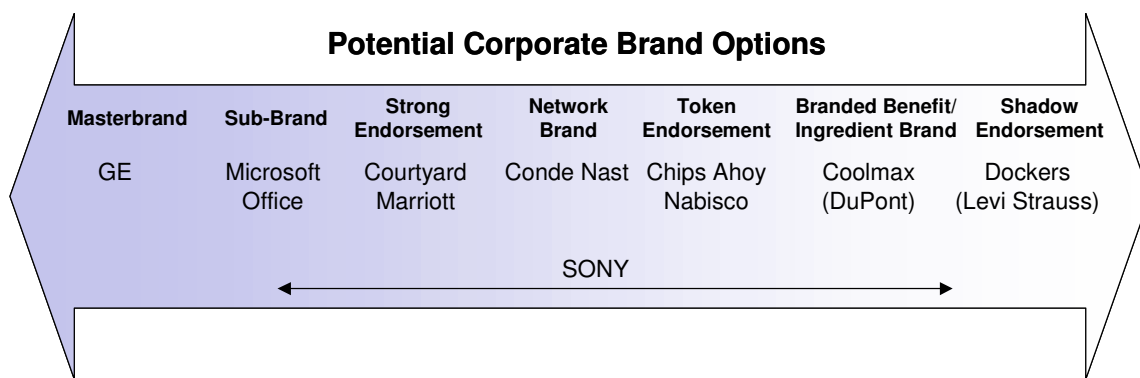 Potential Corporate Brand Options
Masterbrand
GE
Sub-Brand
Microsoft
Office
Strong
Endorsement
Courtyard
Marriott
Network
Brand
Conde Nast
Token
Endorsement
Chips Ahoy
Nabisco
Branded Benefit/
Ingredient Brand
Coolmax
(DuPont)
Shadow
Endorsement
Dockers
(Levi Strauss)
SONY